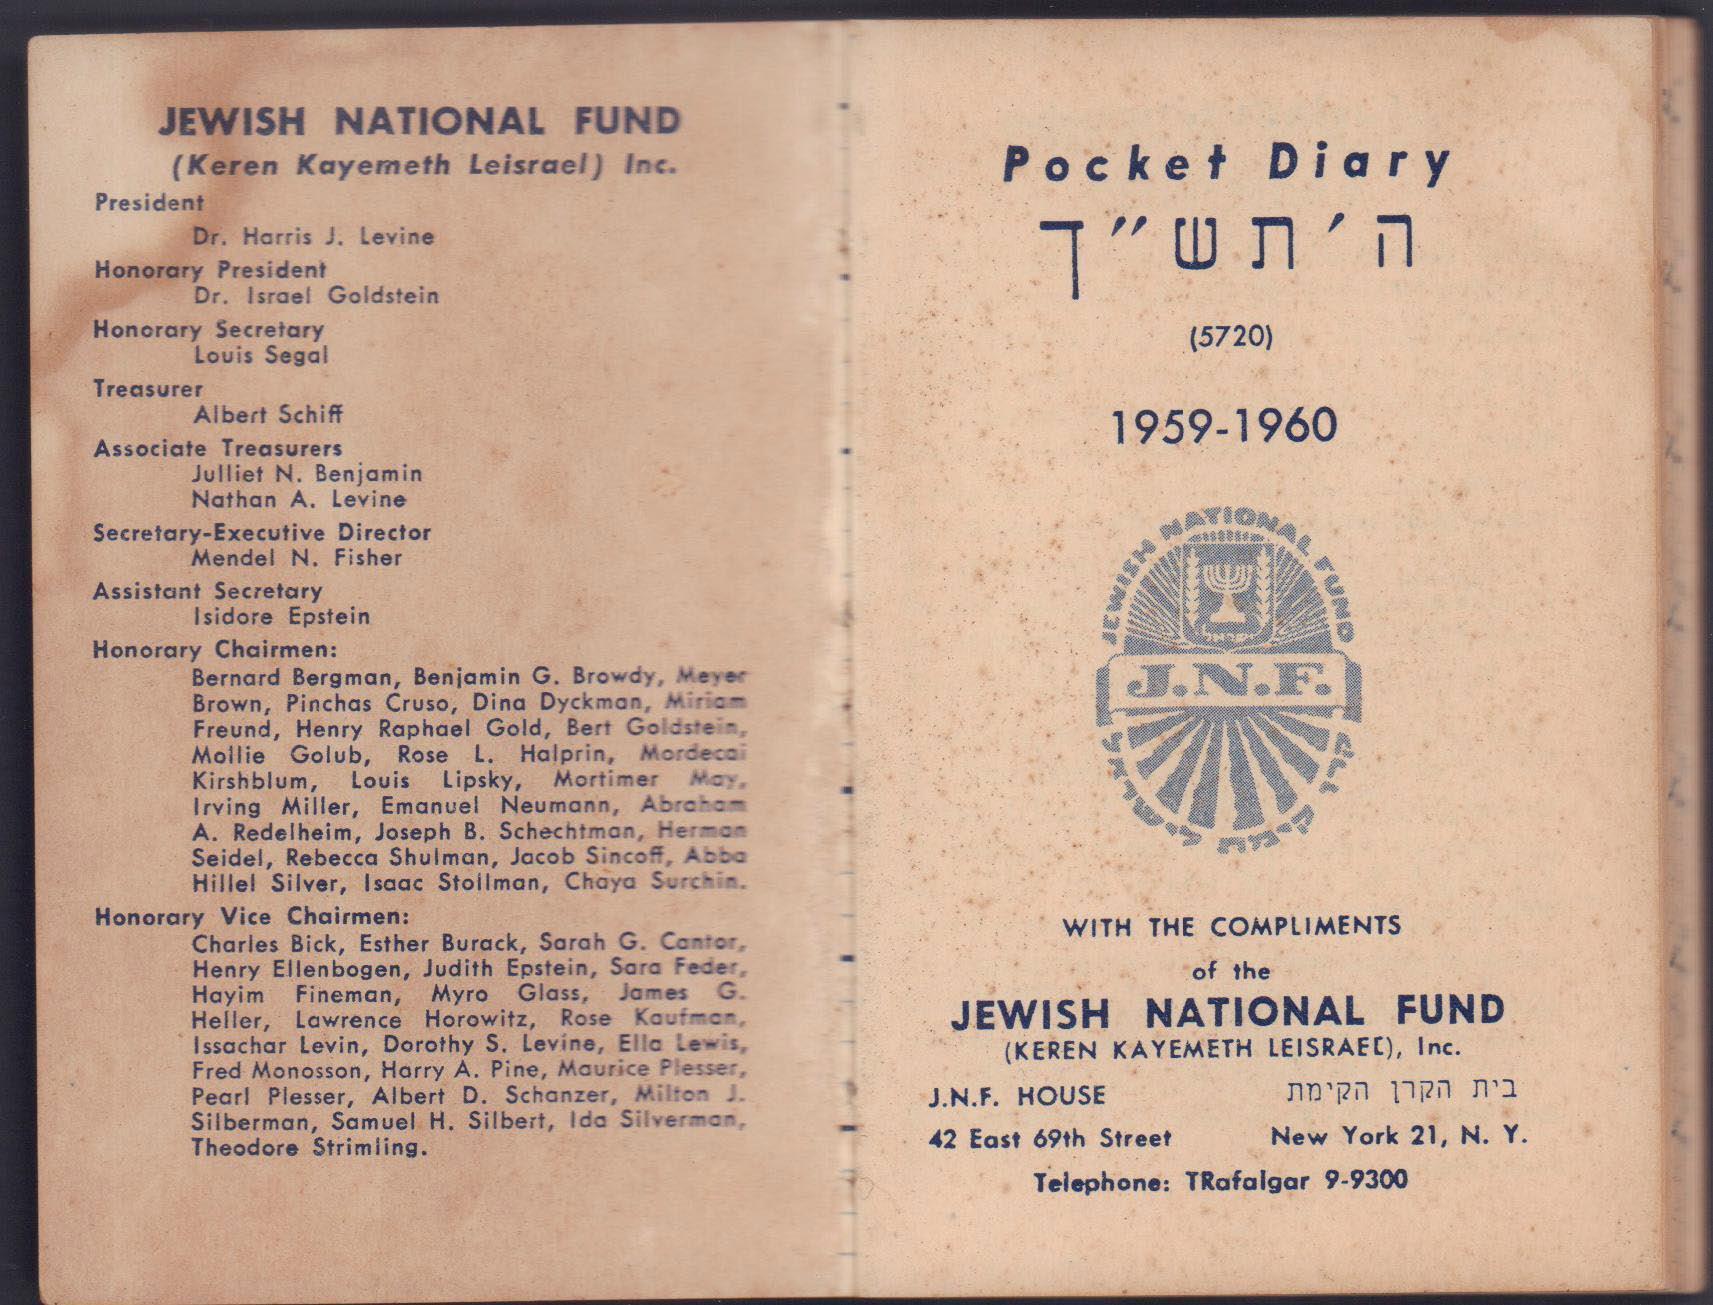 JEWISH NATIONAL FUND
(Keren Kayemeth Leisrael) Inc.
President
Dr. Harris J. Levine
Honorary President
Dr. Israel Goldstein
Honorary Secretary
Louis Segal
Treasurer
Albert Schiff
Associate Treasurers
Julliet N. Benjamin
Nathan A. Levine
Secretary-Executive Director
Mendel N. Fisher
Assistant Secretary
Isidore Epstein
Honorary Chairmen:
Bernard Bergman, Benjamin G. Browdy, Meyer
Brown, Pinchas Cruso, Dina Dyckman, Miriam
Freund, Henry Raphael Gold, Bert Goldstein,
Mollie Golub, Rose L. Halprin, Mordecai
Kirshblum, Louis Lipsky, Mortimer May,
Irving Miller, Emanuel Neumann, Abraham
A. Redelheim, Joseph B. Schechtman, Herman
Seidel, Rebecca Shulman, Jacob Sincoff, Abba
Hillel Silver, Isaac Stollman, Chaya Surchin.
Honorary Vice Chairmen:
Charles Bick, Esther Burack, Sarah G. Cantor,
Henry Ellenbogen, Judith Epstein, Sara Feder,
Hayim Fineman, Myro Glass, James G.
Heller, Lawrence Horowitz, Rose Kaufman,
Issachar Levin, Dorothy S. Levine, Ella Lewis,
Fred Monosson, Harry A. Pine, Maurice Plesser,
Pearl Plesser, Albert D. Schanzer, Milton J.
Silberman, Samuel H. Silbert, Ida Silverman,
Theodore Strimling.
Pocket Diary
ה'תש"ך
(5720)
1959-1960
JEWISH NATIONAL FUND
ישראל
J.N.F.
קרן קימת לישראל
WITH THE COMPLIMENTS
of the
JEWISH NATIONAL FUND
(KEREN KAYEMETH LEISRAEL), Inc.
J.N.F. HOUSE בית הקרן הקימת
42 East 69th Street New York 21, N. Y.
Telephone: TRafalgar 9-9300